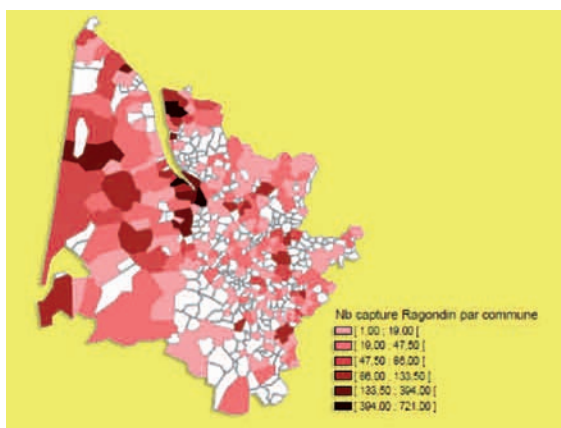 Nb capture Ragondin par commune
[ 1.00 ; 19.00 [
[ 19.00 ; 47.50 [
[ 47.50 ; 86.00 [
[ 86.00 ; 133.50 [
[ 133.50 ; 394.00 [
[ 394.00 ; 721.00 [